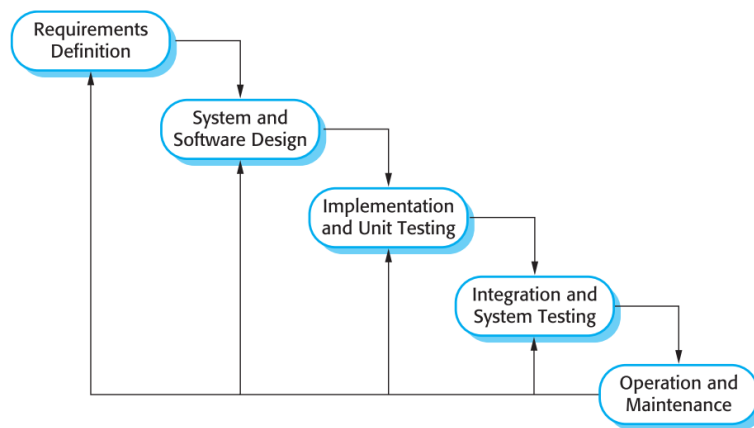 Requirements
Definition
System and
Software Design
Implementation
and Unit Testing
Integration and
System Testing
Operation and
Maintenance